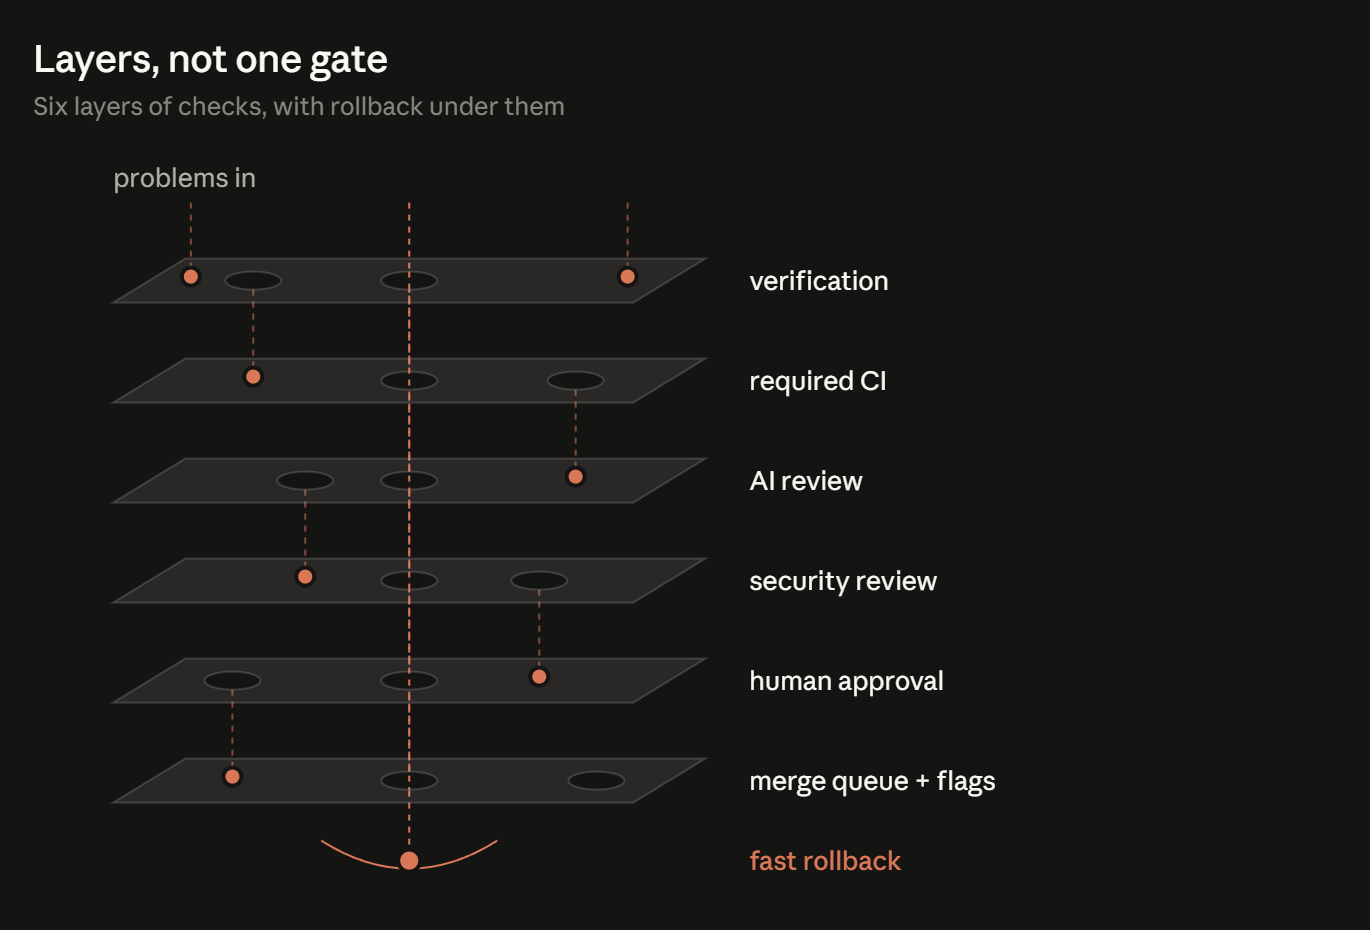 Layers, not one gate
Six layers of checks, with rollback under them
problems in
verification
required CI
AI review
security review
human approval
merge queue + flags
fast rollback